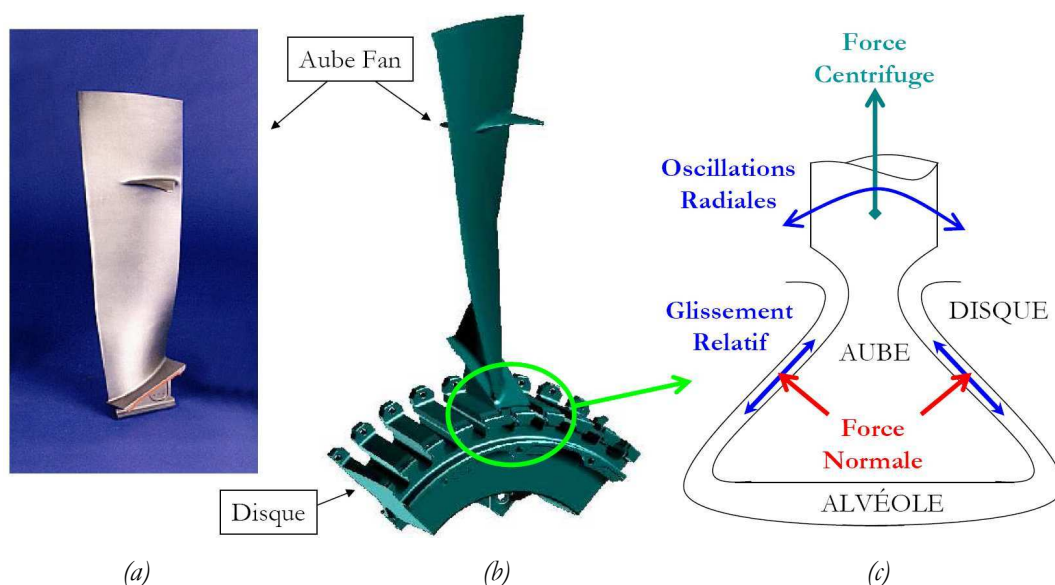 Aube Fan
Disque
Force
Centrifuge
Oscillations
Radiales
Glissement
Relatif
DISQUE
AUBE
Force
Normale
ALVÉOLE
(a)
(b)
(c)